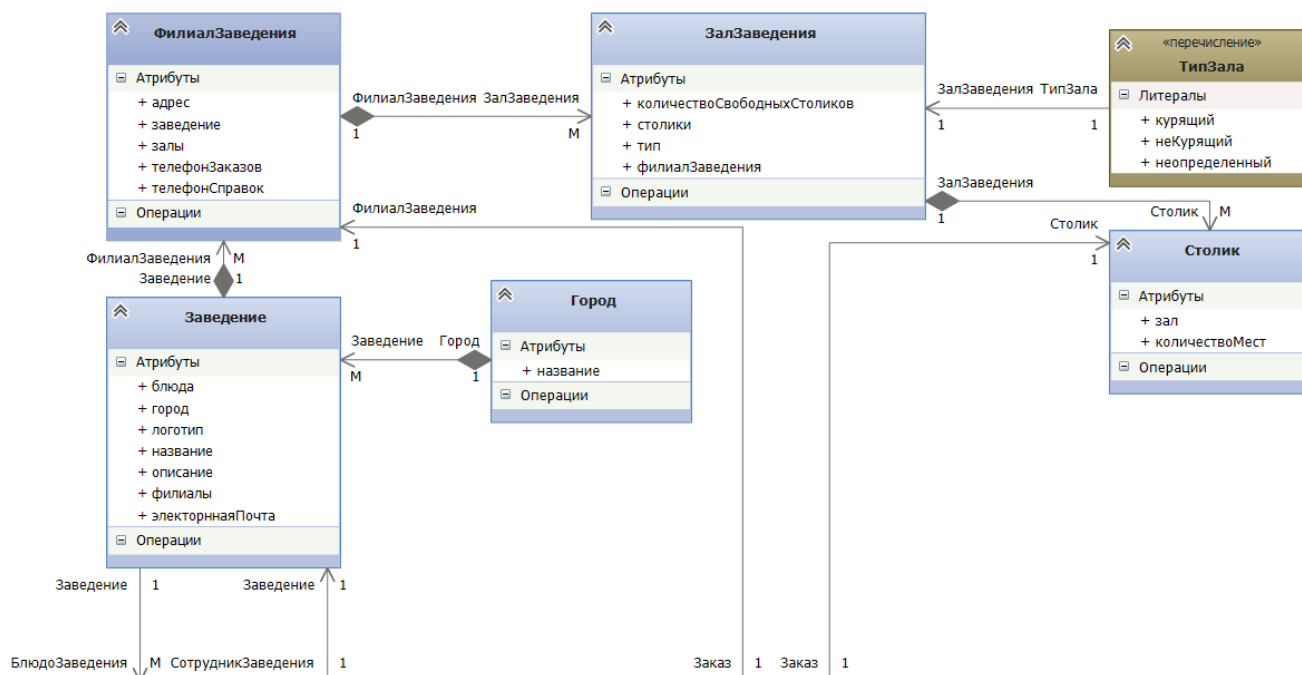 ФилиалЗаведения
Атрибуты
+ адрес
+ заведение
+ залы
+ телефонЗаказов
+ телефонСправок
Операции
ФилиалЗаведения ЗалЗаведения
1 М
ЗалЗаведения
Атрибуты
+ количествоСвободныхСтоликов
+ столики
+ тип
+ филиалЗаведения
Операции
ЗалЗаведения ТипЗала
1 1
«перечисление»
ТипЗала
Литералы
+ курящий
+ неКурящий
+ неопределенный
ЗалЗаведения
1
Столик М
ФилиалЗаведения
1
Столик
1
Столик
Атрибуты
+ зал
+ количествоМест
Операции
ФилиалЗаведения М
Заведение 1
Заведение
Атрибуты
+ блюда
+ город
+ логотип
+ название
+ описание
+ филиалы
+ электорннаяПочта
Операции
Заведение Город
М 1
Город
Атрибуты
+ название
Операции
Заведение 1
Заведение 1
БлюдоЗаведения М
СотрудникЗаведения 1
Заказ 1
Заказ 1